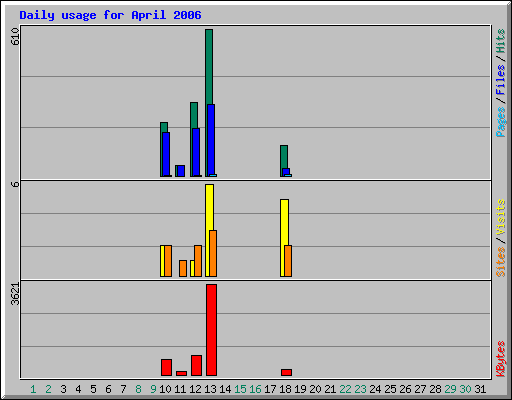 Daily usage for April 2006
610
Pages / Files / Hits
6
Sites / Visits
3621
KBytes
1 2 3 4 5 6 7 8 9 10 11 12 13 14 15 16 17 18 19 20 21 22 23 24 25 26 27 28 29 30 31